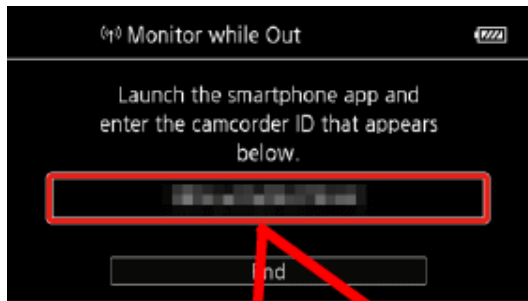 Monitor while Out
Launch the smartphone app and
enter the camcorder ID that appears
below.
End